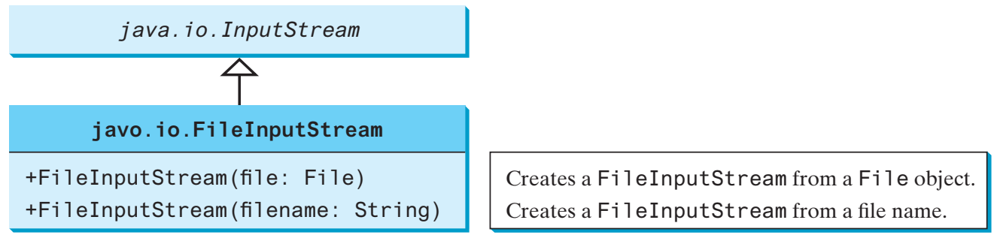 java.io.InputStream
javo.io.FileInputStream
+FileInputStream(file: File)
+FileInputStream(filename: String)
Creates a FileInputStream from a File object.
Creates a FileInputStream from a file name.